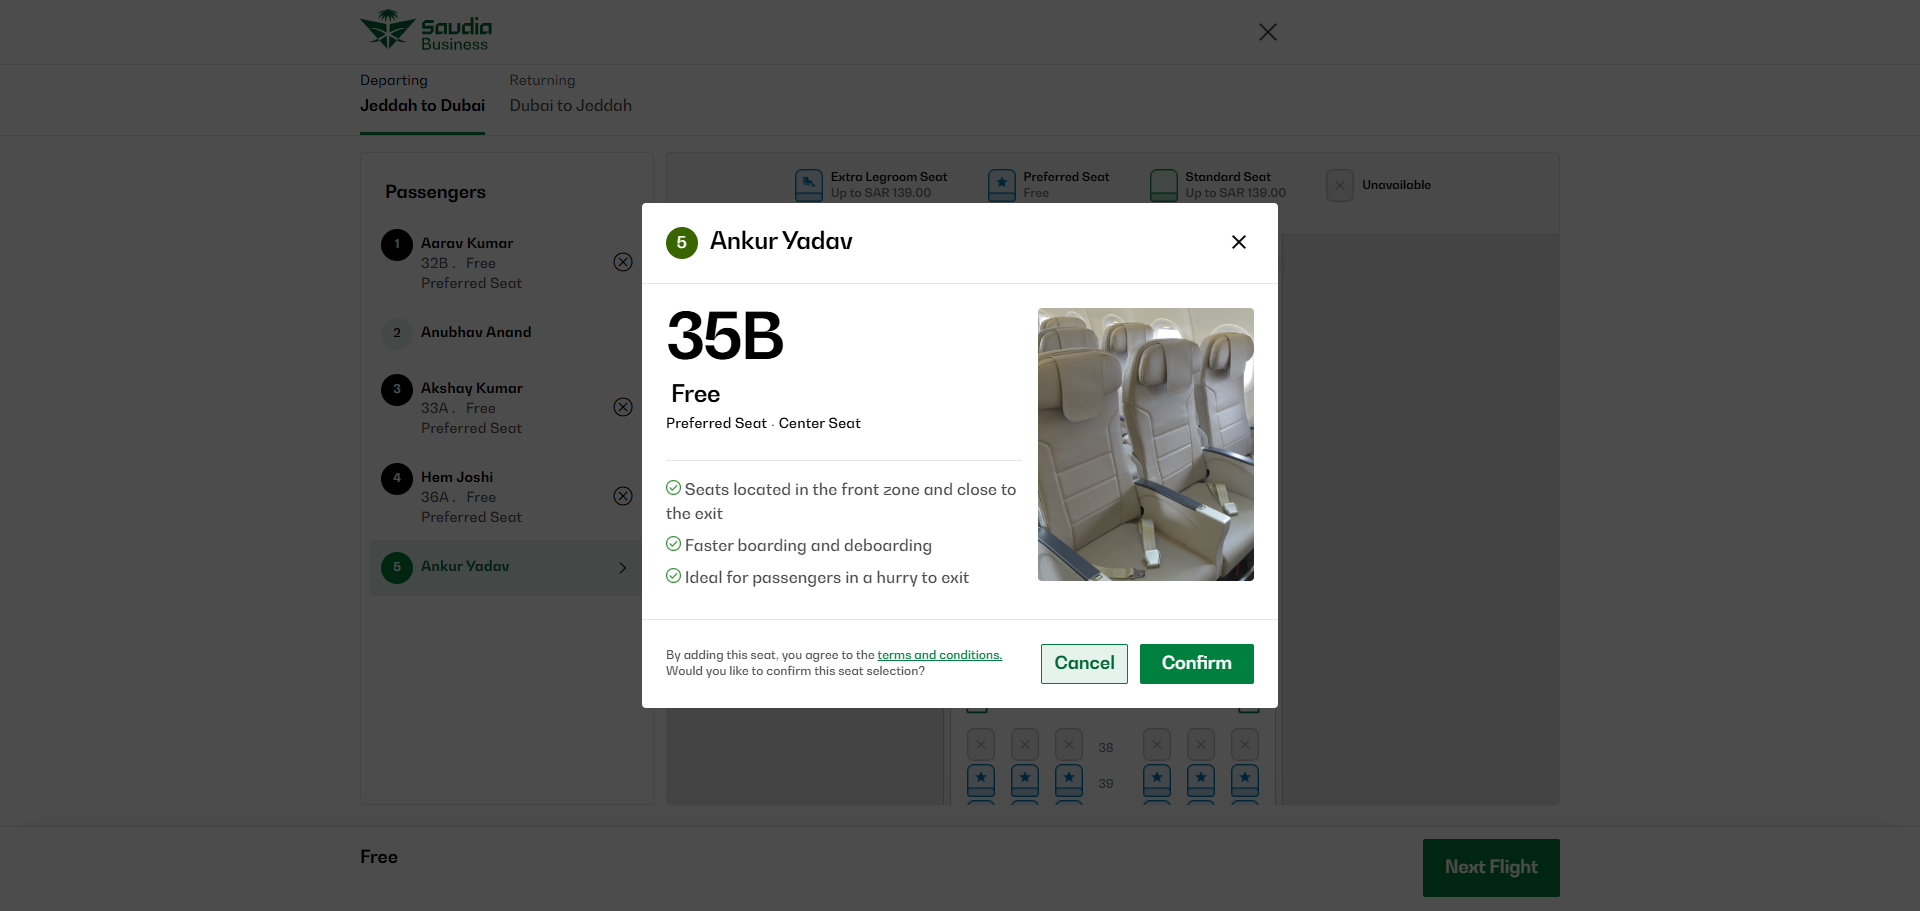 Saudia
Business
Departing
Jeddah to Dubai
Returning
Dubai to Jeddah
Passengers
1
Aarav Kumar
32B . Free
Preferred Seat
2
Anubhav Anand
3
Akshay Kumar
33A . Free
Preferred Seat
4
Hem Joshi
36A . Free
Preferred Seat
5
Ankur Yadav
Extra Legroom Seat
Up to SAR 139.00
Preferred Seat
Free
Standard Seat
Up to SAR 139.00
Unavailable
5
Ankur Yadav
35B
Free
Preferred Seat · Center Seat
Seats located in the front zone and close to
the exit
Faster boarding and deboarding
Ideal for passengers in a hurry to exit
By adding this seat, you agree to the terms and conditions.
Would you like to confirm this seat selection?
Cancel
Confirm
38
39
Free
Next Flight